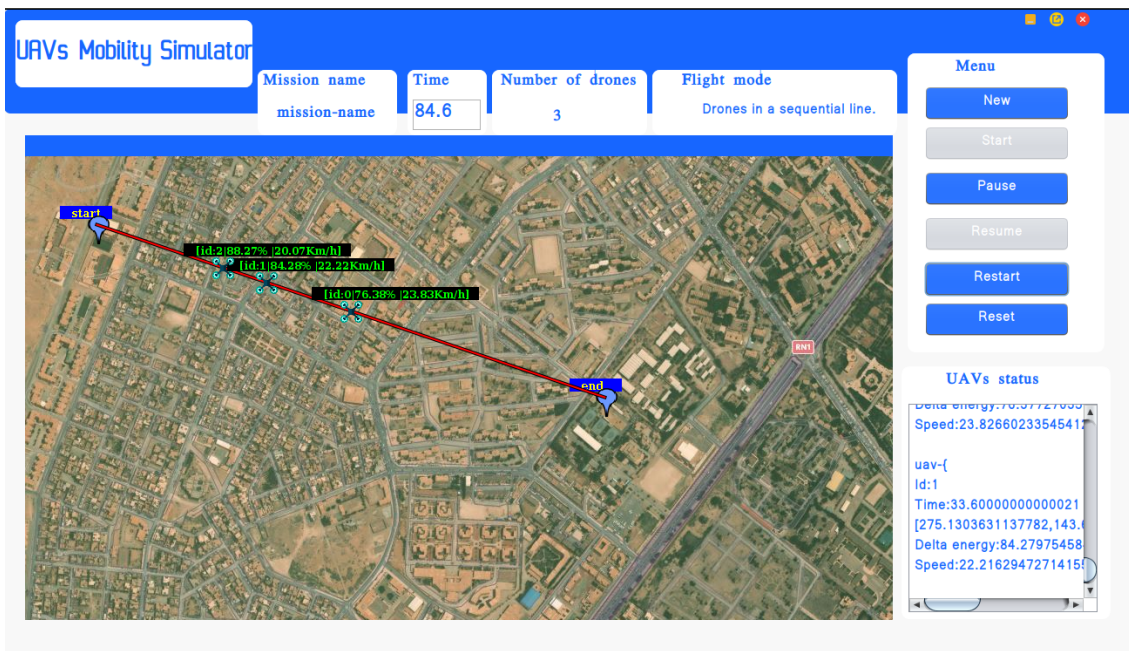 UAVs Mobility Simulator
Mission name
mission-name
Time
84.6
Number of drones
3
Flight mode
Drones in a sequential line.
Menu
New
Start
Pause
Resume
Restart
Reset
start
[id:2|88.27% |20.07Km/h]
[id:1|84.28% |22.22Km/h]
[id:0|76.38% |23.83Km/h]
end
RN1
UAVs status
Delta energy:
Speed:23.82660233545412
uav-{
Id:1
Time:33.60000000000021
[275.1303631137782,143.
Delta energy:84.27975458
Speed:22.2162947271415